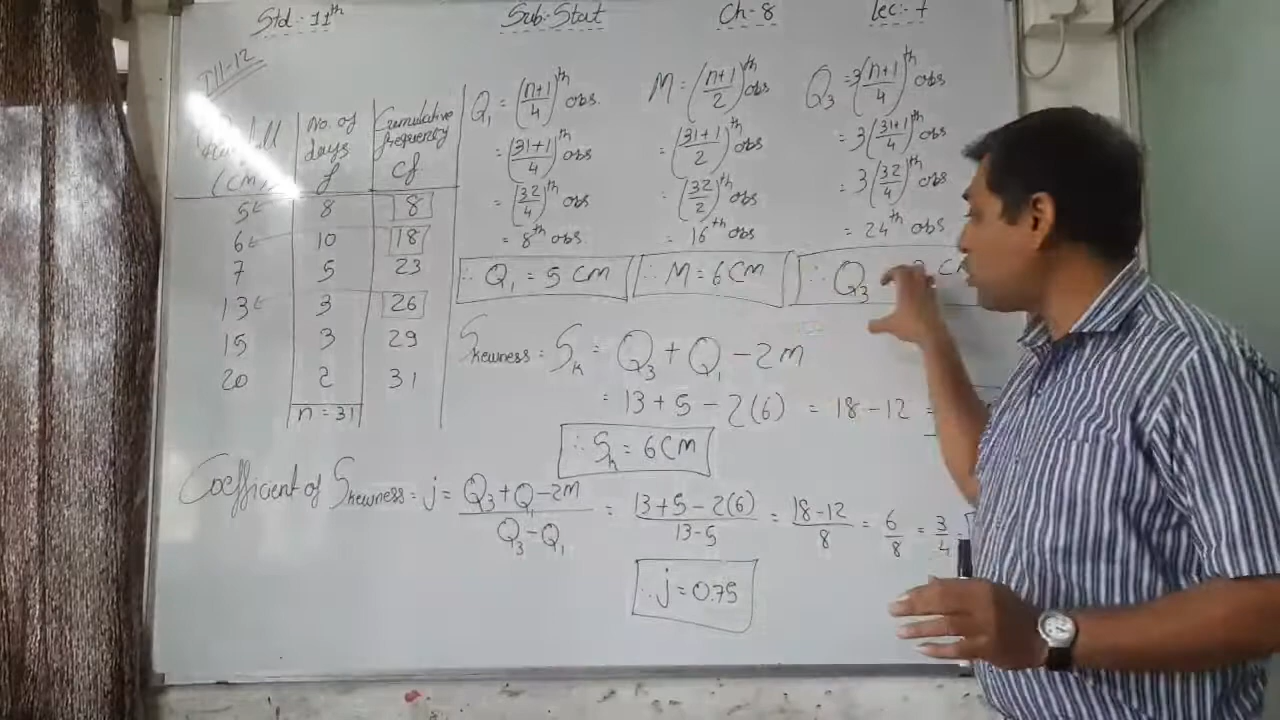 Std:- 11th Sub:- Stat Ch-8 Lec:- 7
(CM) No. of days f Cumulative frequency cf
5 8 8
6 10 18
7 5 23
13 3 26
15 3 29
20 2 31
n = 31
Q₁ = (n+1/4)th obs.
= (31+1/4)th obs
= (32/4)th obs
= 8th obs
∴ Q₁ = 5 CM
M = (n+1/2)th obs
= (31+1/2)th obs
= (32/2)th obs
= 16th obs
∴ M = 6 CM
Q₃ = 3(n+1/4)th obs
= 3(31+1/4)th obs
= 3(32/4)th obs
= 24th obs
∴ Q₃
Skewness = Sk = Q₃ + Q₁ - 2M
= 13 + 5 - 2(6) = 18 - 12 =
∴ Sk = 6 CM
Coefficient of Skewness = j = Q₃+Q₁-2M / Q₃-Q₁ = 13+5-2(6) / 13-5 = 18-12 / 8 = 6/8 = 3/4
∴ j = 0.75